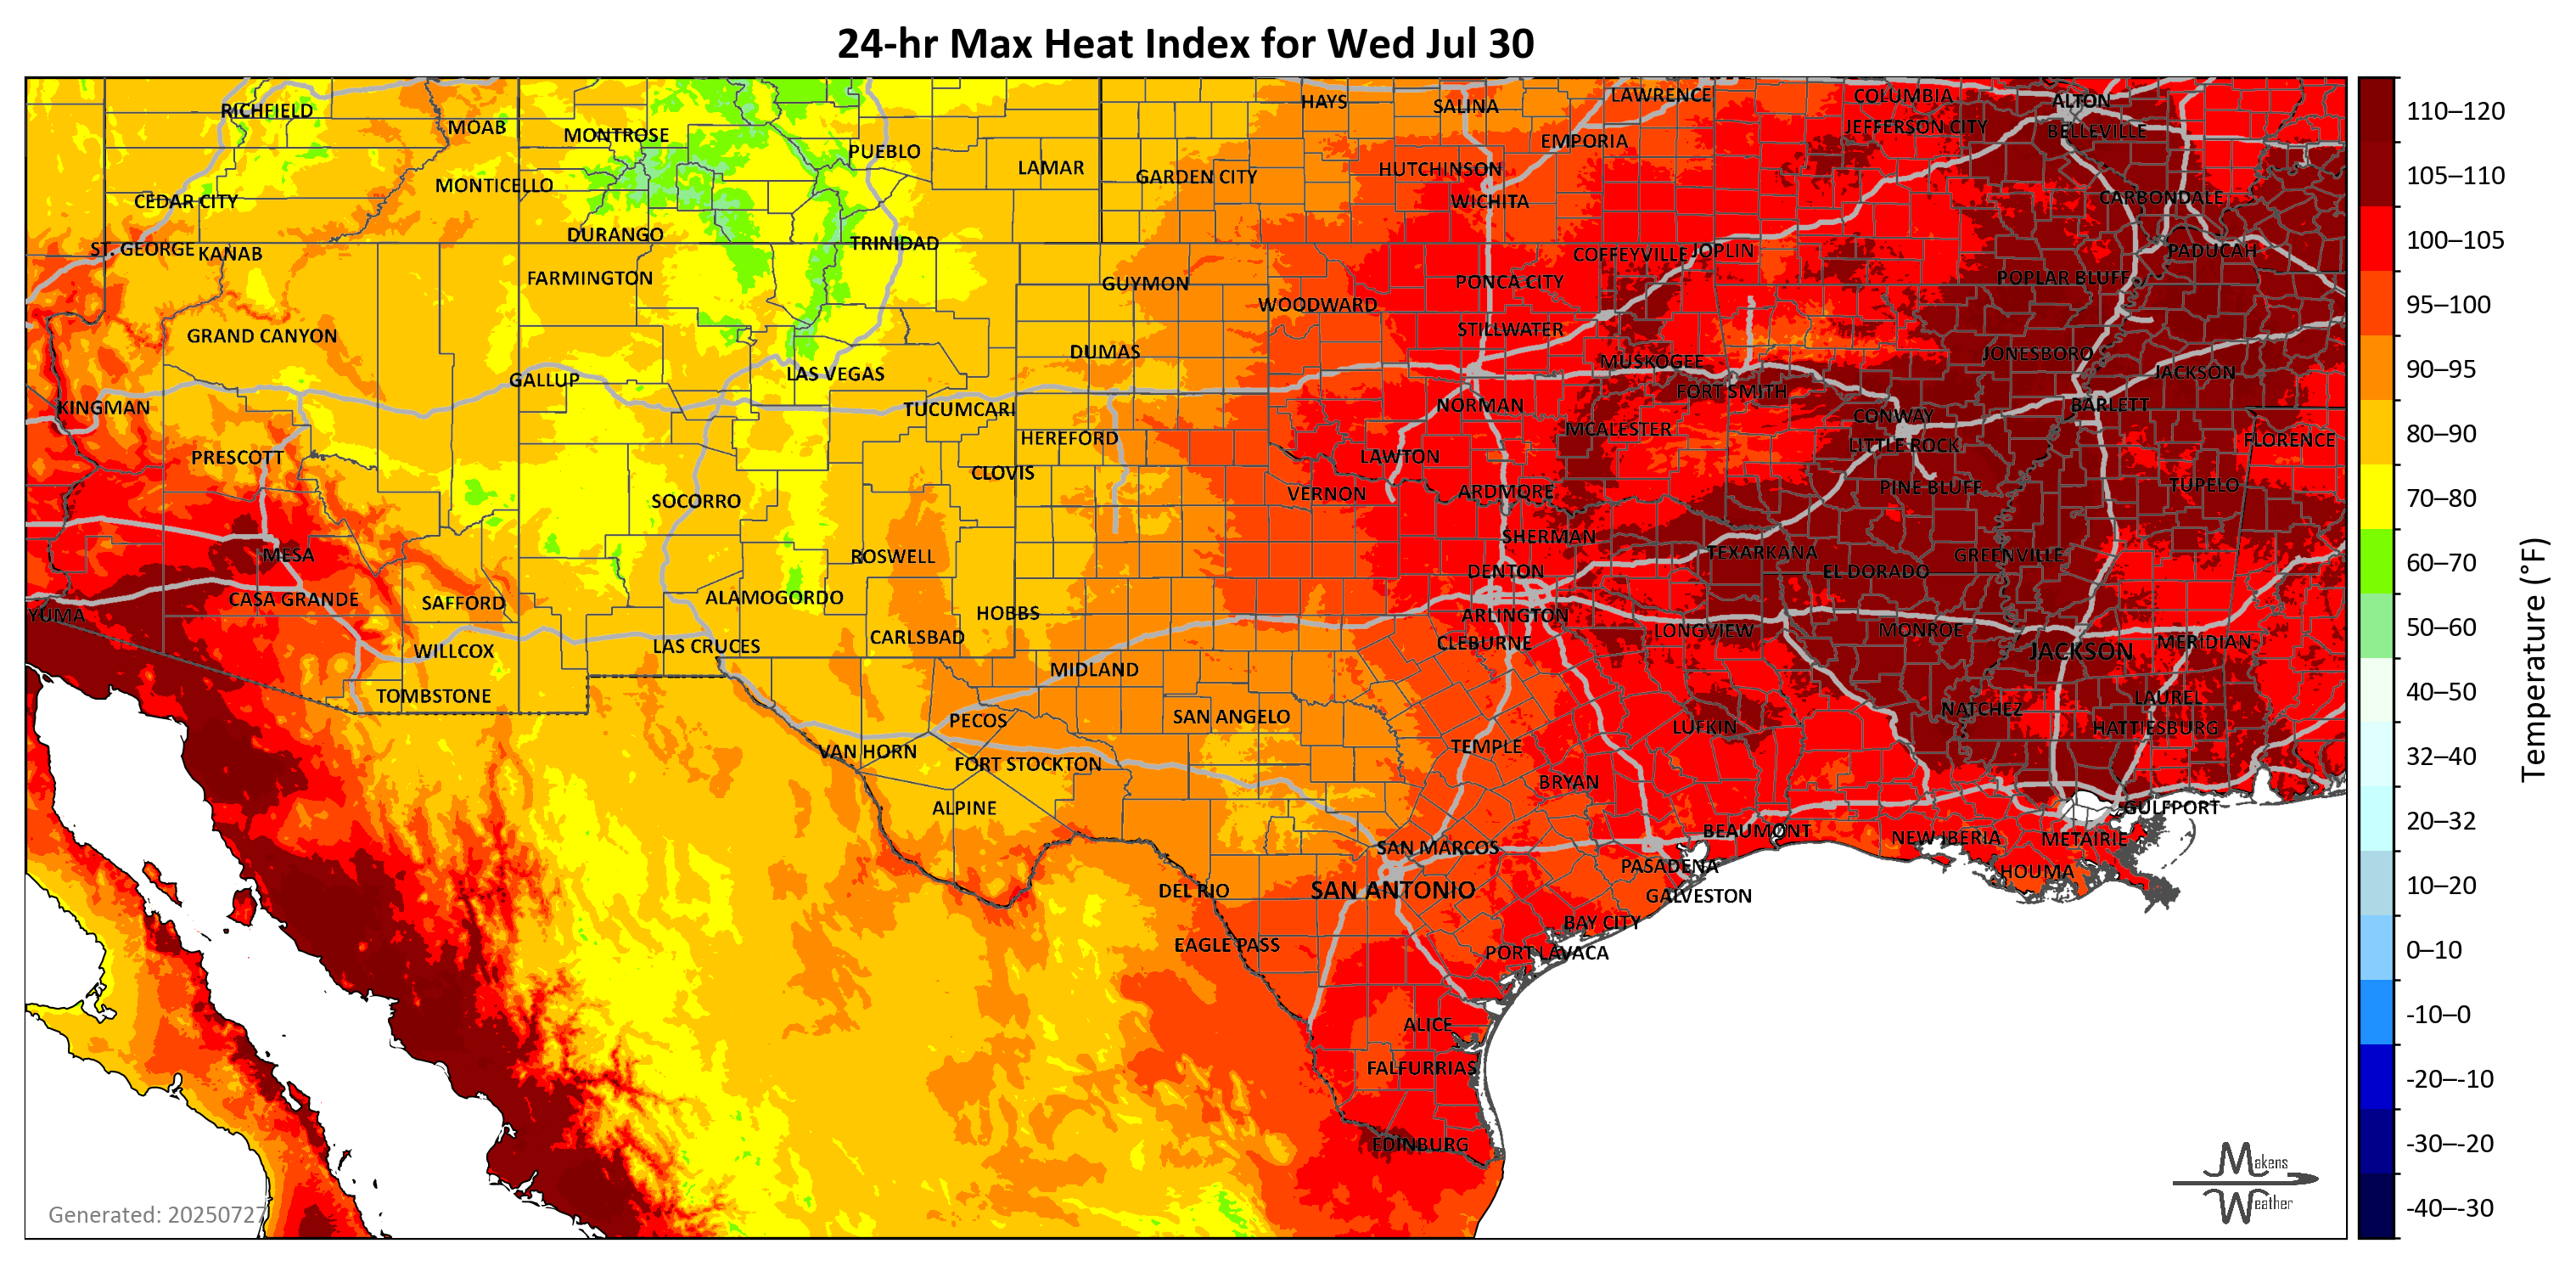 24-hr Max Heat Index for Wed Jul 30
RICHFIELD
MOAB
MONTROSE
PUEBLO
LAMAR
HAYS
SALINA
LAWRENCE
COLUMBIA
ALTON
EMPORIA
JEFFERSON CITY
BELLEVILLE
MONTICELLO
GARDEN CITY
HUTCHINSON
CEDAR CITY
WICHITA
CARBONDALE
ST. GEORGE
KANAB
DURANGO
TRINIDAD
COFFEYVILLE
JOPLIN
PADUCAH
FARMINGTON
GUYMON
PONCA CITY
POPLAR BLUFF
WOODWARD
GRAND CANYON
STILLWATER
DUMAS
MUSKOGEE
JONESBORO
GALLUP
LAS VEGAS
FORT SMITH
JACKSON
KINGMAN
TUCUMCARI
NORMAN
CONWAY
BARLETT
HEREFORD
MCALESTER
LITTLE ROCK
FLORENCE
PRESCOTT
CLOVIS
LAWTON
SOCORRO
VERNON
ARDMORE
PINE BLUFF
TUPELO
MESA
ROSWELL
SHERMAN
TEXARKANA
GREENVILLE
DENTON
EL DORADO
CASA GRANDE
SAFFORD
ALAMOGORDO
HOBBS
YUMA
ARLINGTON
WILLCOX
LAS CRUCES
CARLSBAD
CLEBURNE
LONGVIEW
MONROE
JACKSON
MERIDIAN
TOMBSTONE
MIDLAND
LAUREL
PECOS
SAN ANGELO
NATCHEZ
VAN HORN
TEMPLE
LUFKIN
HATTIESBURG
FORT STOCKTON
BRYAN
ALPINE
GULFPORT
SAN MARCOS
BEAUMONT
NEW IBERIA
METAIRIE
DEL RIO
SAN ANTONIO
PASADENA
HOUMA
GALVESTON
EAGLE PASS
BAY CITY
PORT LAVACA
ALICE
FALFURRIAS
EDINBURG
Generated: 20250727
Makens
Weather
110–120
105–110
100–105
95–100
90–95
80–90
70–80
60–70
50–60
40–50
32–40
20–32
10–20
0–10
-10–0
-20–-10
-30–-20
-40–-30
Temperature (°F)